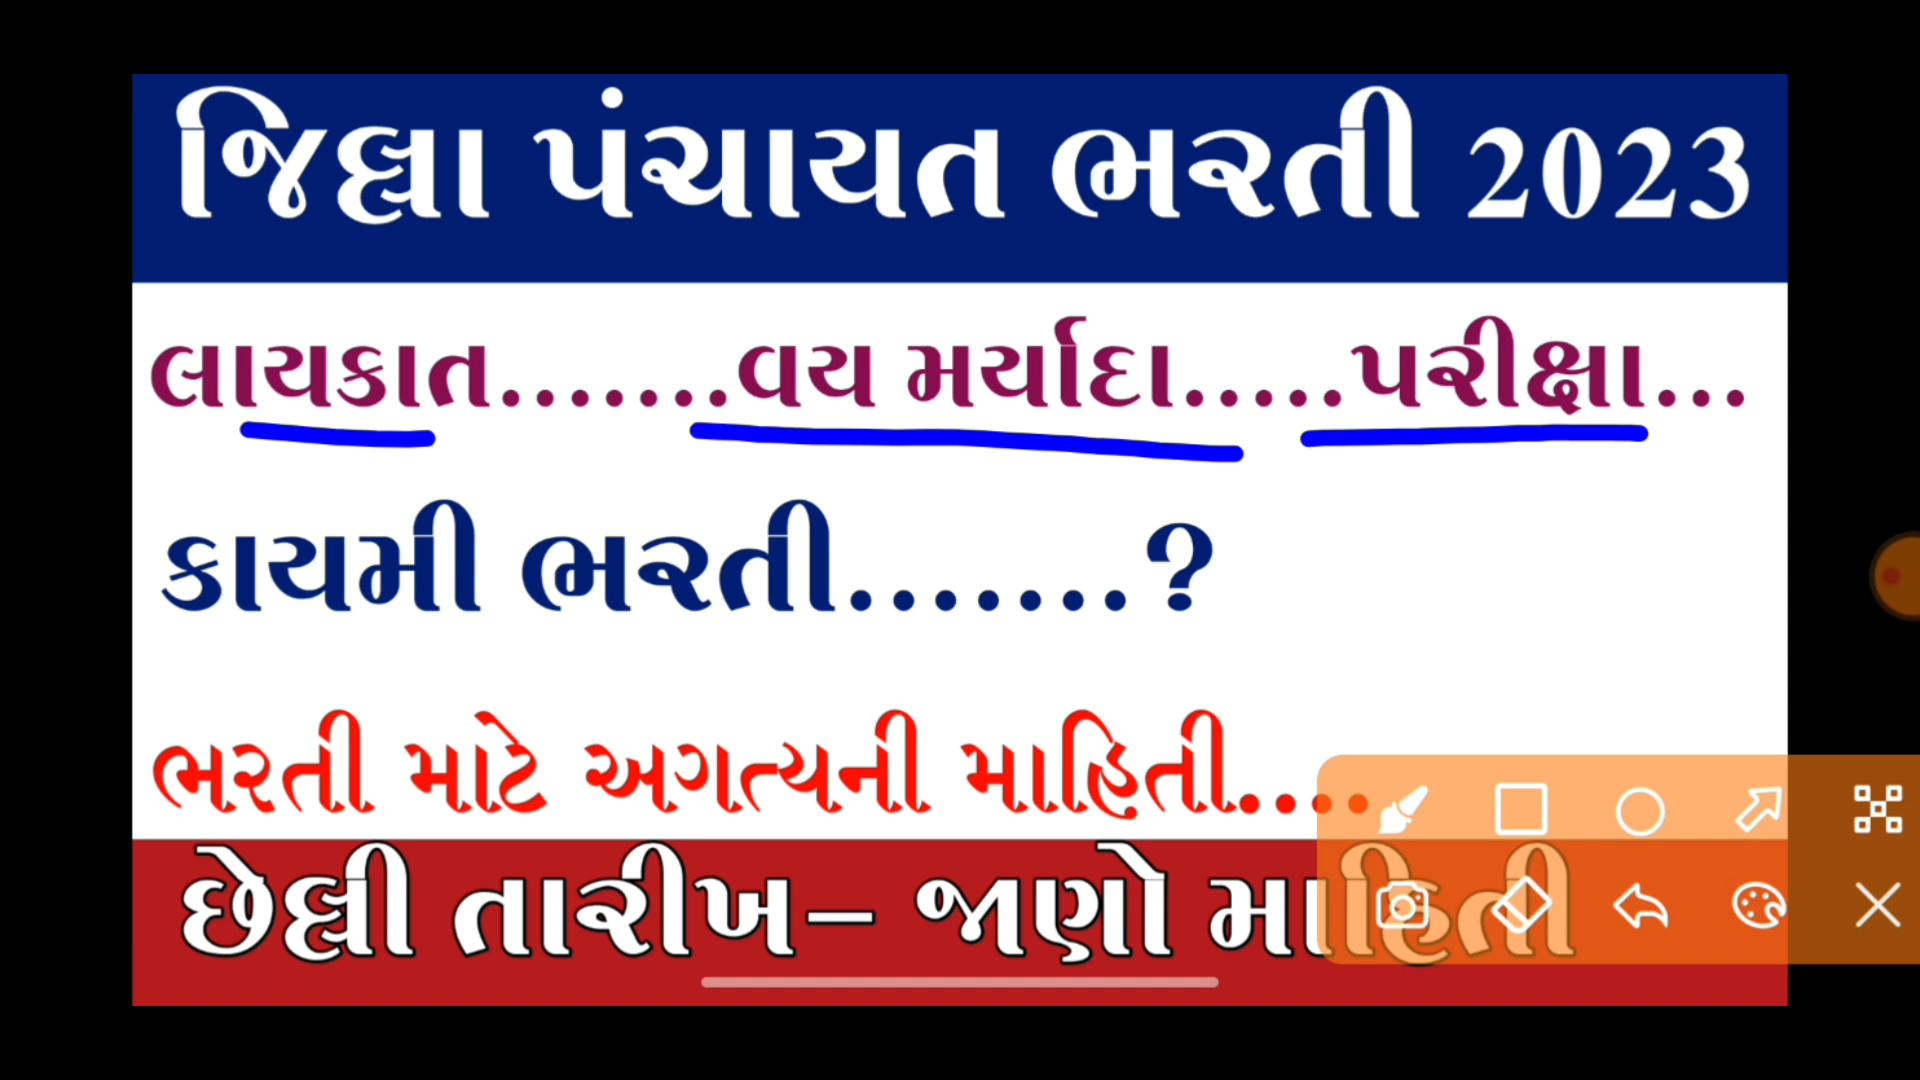 જિલ્લા પંચાયત ભરતી 2023
લાયકાત.......વય મર્યાદા.....પરીક્ષા...
કાયમી ભરતી.......?
ભરતી માટે અગત્યની માહિતી....
છેલ્લી તારીખ– જાણો માહિતી